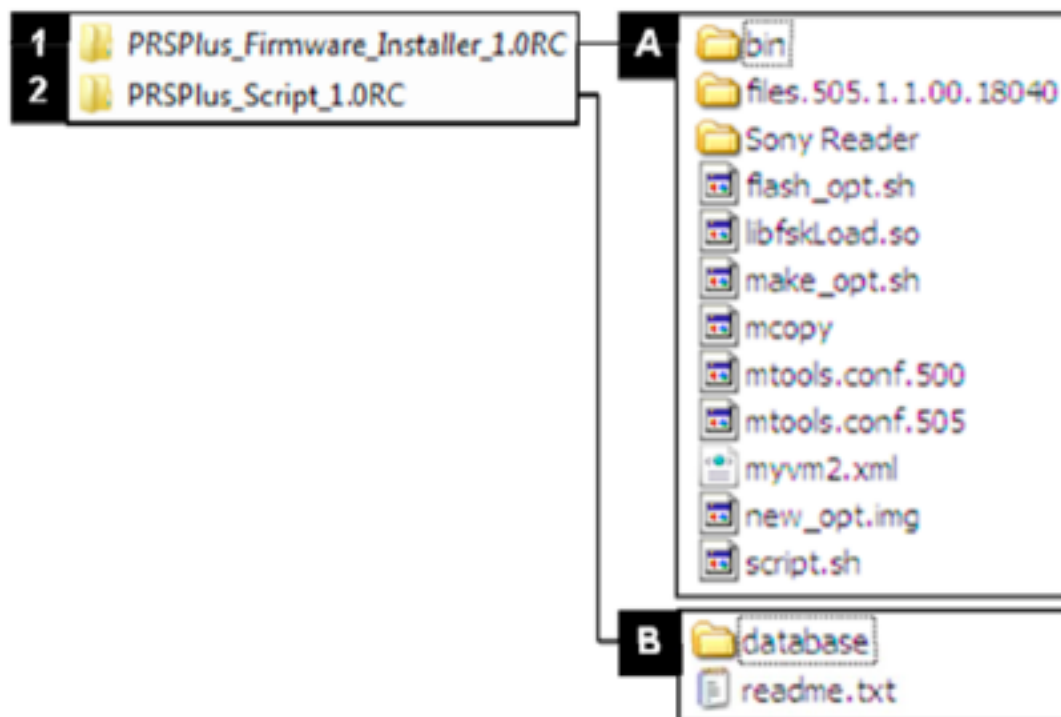 1 PRSPlus_Firmware_Installer_1.0RC
2 PRSPlus_Script_1.0RC
A bin
files.505.1.1.00.18040
Sony Reader
flash_opt.sh
libfskLoad.so
make_opt.sh
mcopy
mtools.conf.500
mtools.conf.505
myvm2.xml
new_opt.img
script.sh
B database
readme.txt